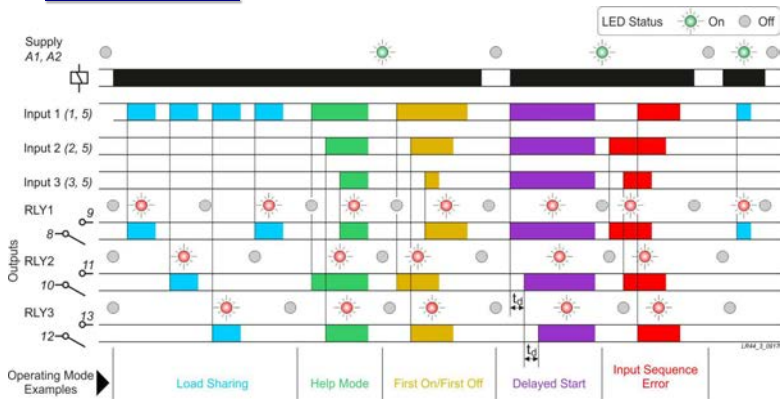 LED Status On Off
Supply
A1, A2
Input 1 (1, 5)
Input 2 (2, 5)
Input 3 (3, 5)
RLY1
9
8
RLY2
11
10
RLY3
13
12
Outputs
td
td
Operating Mode
Examples
Load Sharing
Help Mode
First On/First Off
Delayed Start
Input Sequence
Error